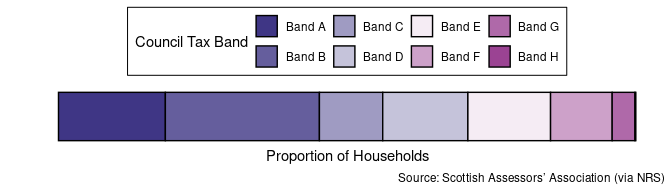 Council Tax Band
Band A
Band B
Band C
Band D
Band E
Band F
Band G
Band H
Proportion of Households
Source: Scottish Assessors' Association (via NRS)